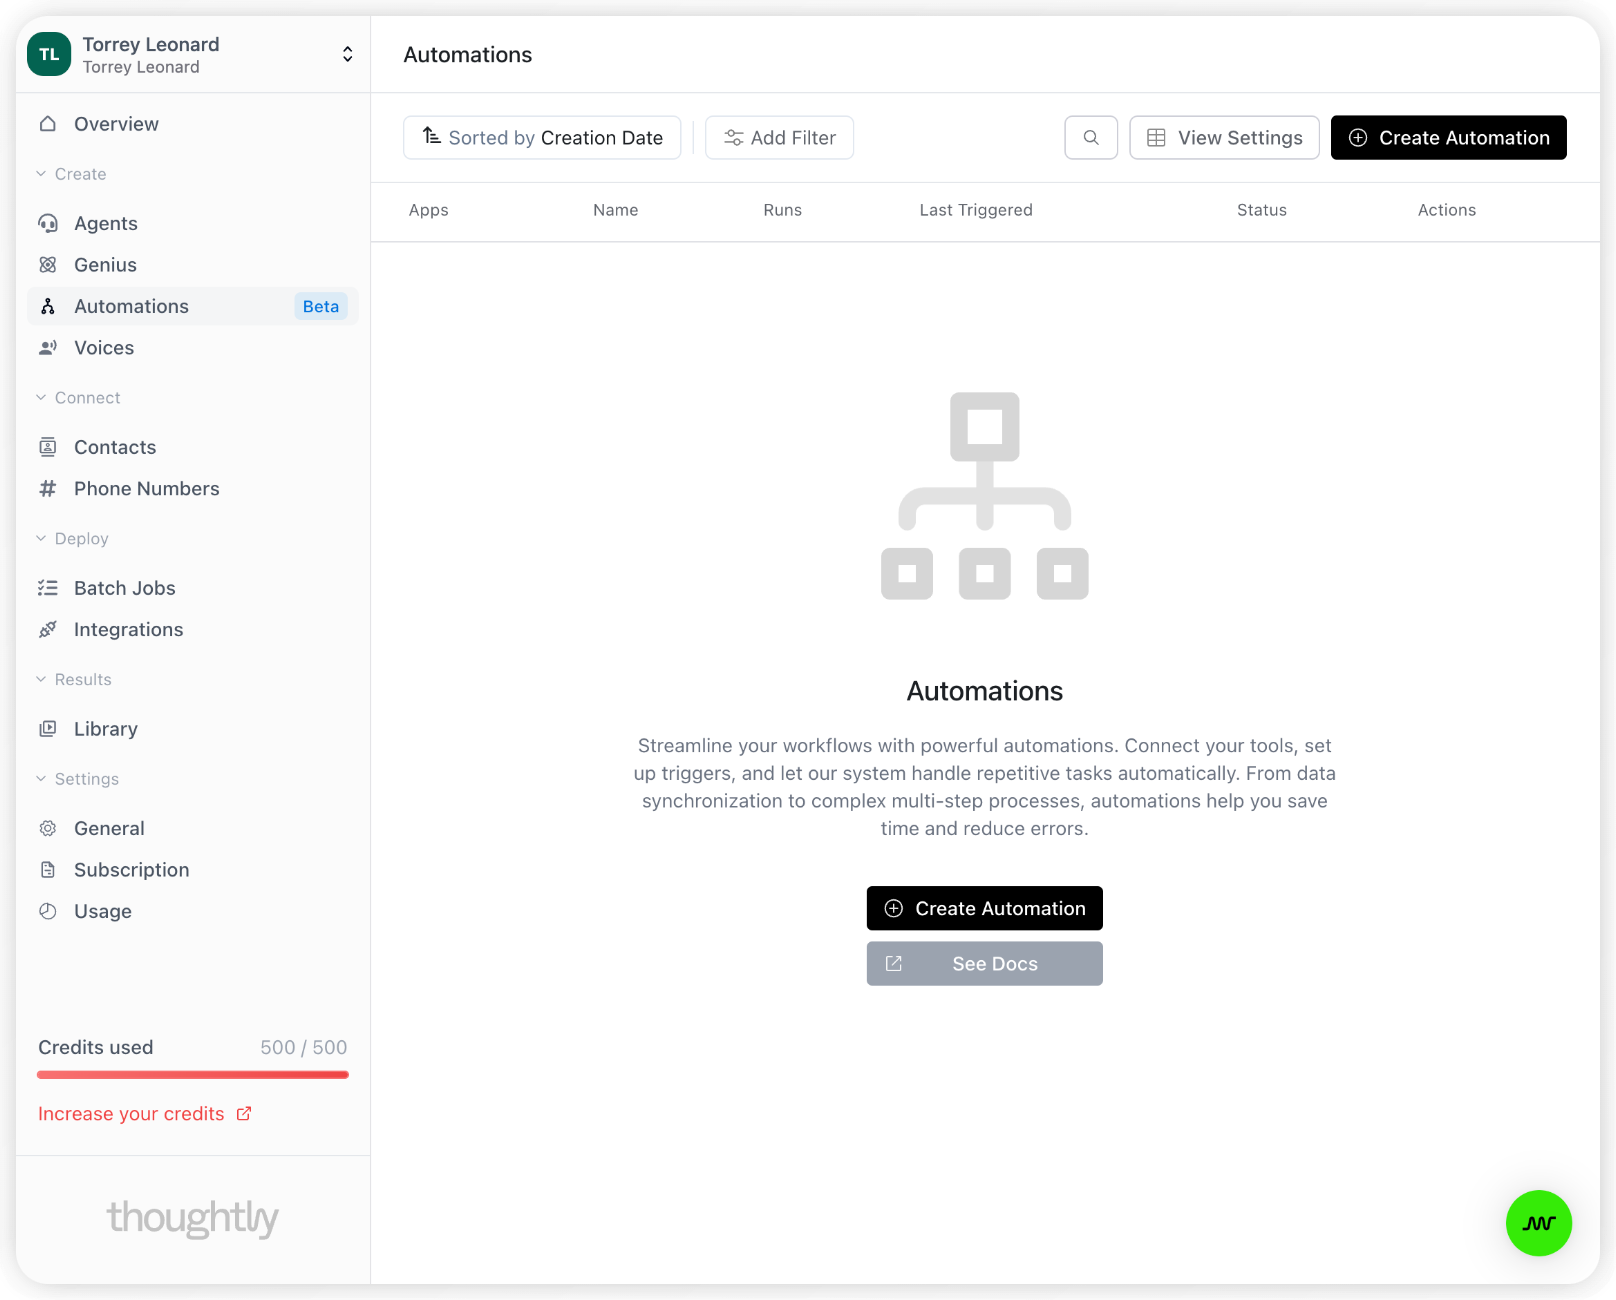 TL
Torrey Leonard
Torrey Leonard
Overview
Create
Agents
Genius
Automations Beta
Voices
Connect
Contacts
Phone Numbers
Deploy
Batch Jobs
Integrations
Results
Library
Settings
General
Subscription
Usage
Credits used 500 / 500
Increase your credits
thoughtly
Automations
Sorted by Creation Date Add Filter View Settings Create Automation
Apps Name Runs Last Triggered Status Actions
Automations
Streamline your workflows with powerful automations. Connect your tools, set
up triggers, and let our system handle repetitive tasks automatically. From data
synchronization to complex multi-step processes, automations help you save
time and reduce errors.
Create Automation
See Docs